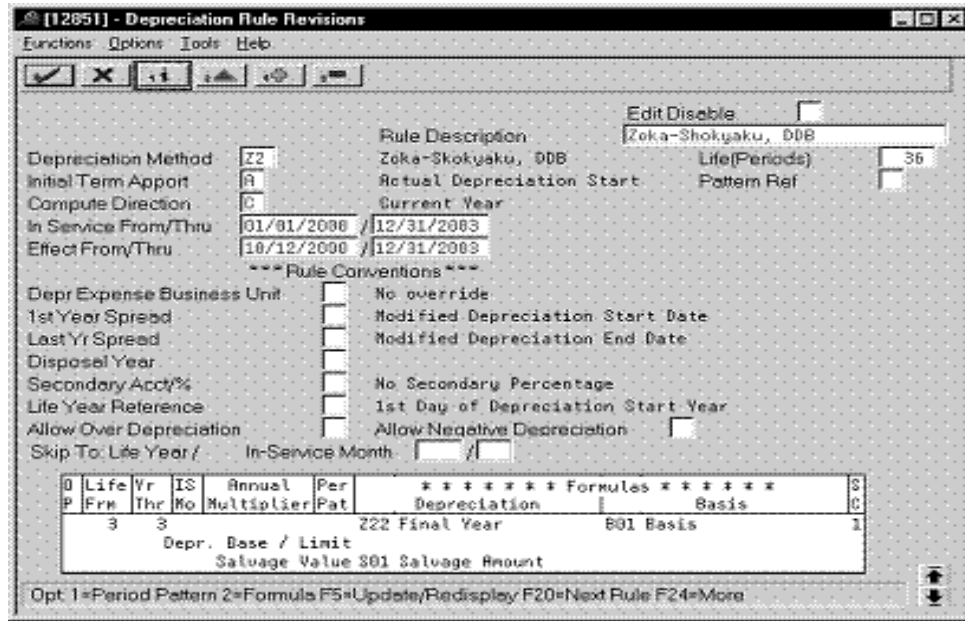 [12851] - Depreciation Rule Revisions
Functions Options Tools Help
Edit Disable
Rule Description Zoka-Shokyaku, DDB
Depreciation Method Z2 Zoka-Skokyaku, DDB Life(Periods) 36
Initial Term Apport A Actual Depreciation Start Pattern Ref
Compute Direction C Current Year
In Service From/Thru 01/01/2000 / 12/31/2003
Effect From/Thru 10/12/2000 / 12/31/2003
*** Rule Conventions ***
Depr Expense Business Unit No override
1st Year Spread Modified Depreciation Start Date
Last Yr Spread Modified Depreciation End Date
Disposal Year
Secondary Acct/% No Secondary Percentage
Life Year Reference 1st Day of Depreciation Start Year
Allow Over Depreciation Allow Negative Depreciation
Skip To: Life Year / In-Service Month /
O Life Yr IS Annual Per * * * * * * * Formulas * * * * * * S
P Frm Thr Mo Multiplier Pat Depreciation Basis C
3 3 Z22 Final Year B01 Basis 1
Depr. Base / Limit
Salvage Value S01 Salvage Amount
Opt: 1=Period Pattern 2=Formula F5=Update/Redisplay F20=Next Rule F24=More